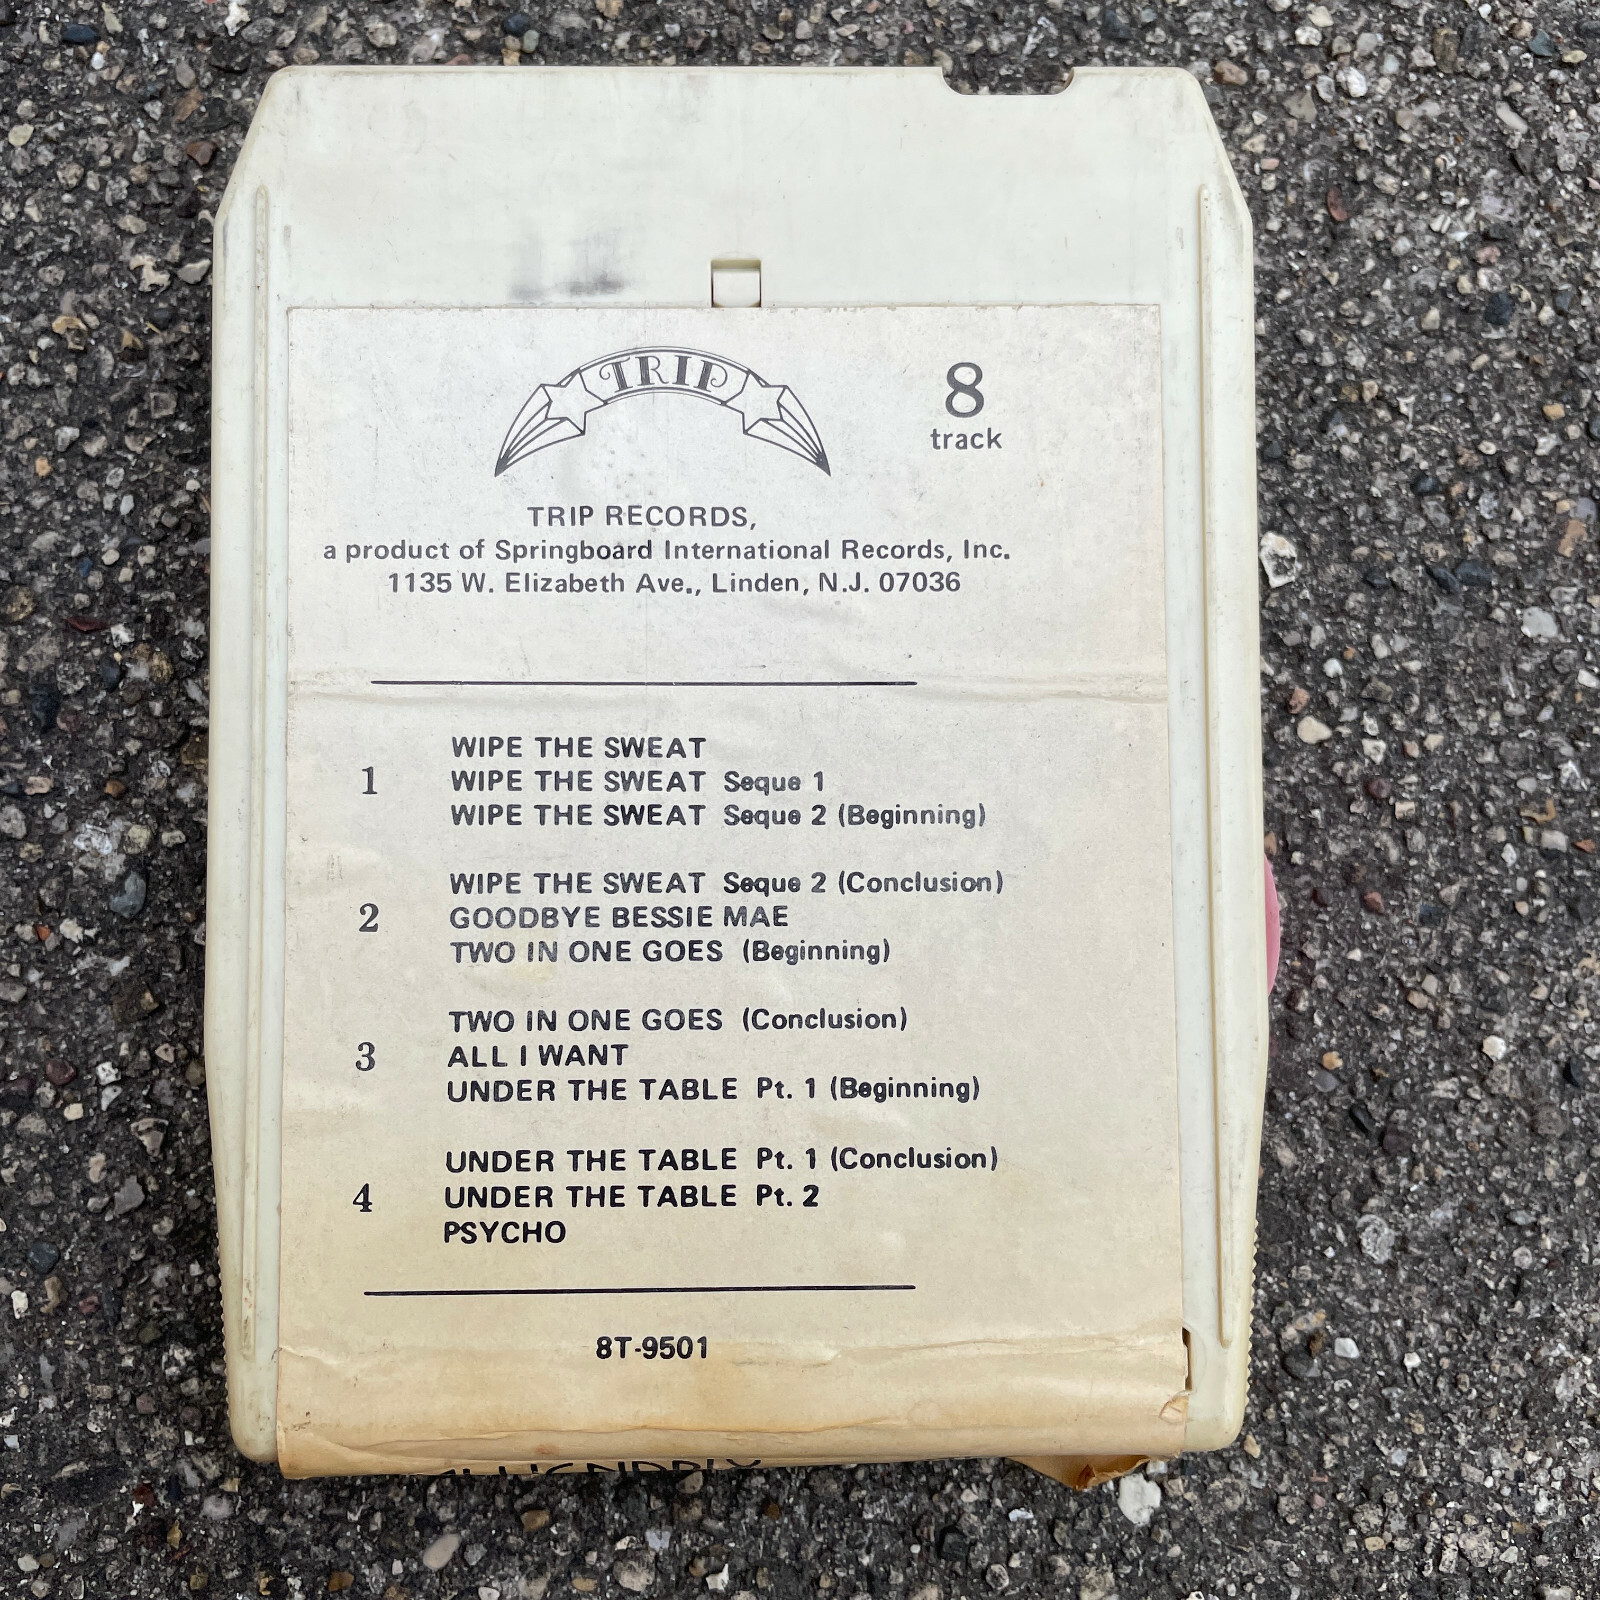 TRIP
8
track
TRIP RECORDS,
a product of Springboard International Records, Inc.
1135 W. Elizabeth Ave., Linden, N.J. 07036
1
WIPE THE SWEAT
WIPE THE SWEAT Seque 1
WIPE THE SWEAT Seque 2 (Beginning)
2
WIPE THE SWEAT Seque 2 (Conclusion)
GOODBYE BESSIE MAE
TWO IN ONE GOES (Beginning)
3
TWO IN ONE GOES (Conclusion)
ALL I WANT
UNDER THE TABLE Pt. 1 (Beginning)
4
UNDER THE TABLE Pt. 1 (Conclusion)
UNDER THE TABLE Pt. 2
PSYCHO
8T-9501